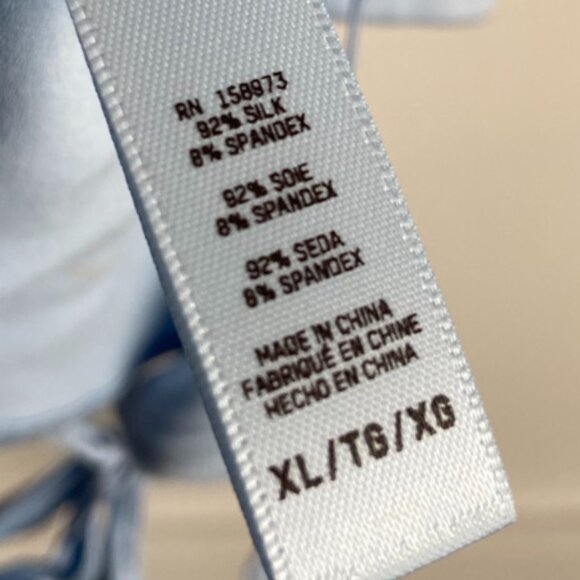 RN 158973
92% SILK
8% SPANDEX
92% SOIE
8% SPANDEX
92% SEDA
8% SPANDEX
MADE IN CHINA
FABRIQUÉ EN CHINE
HECHO EN CHINA
XL/TG/XG